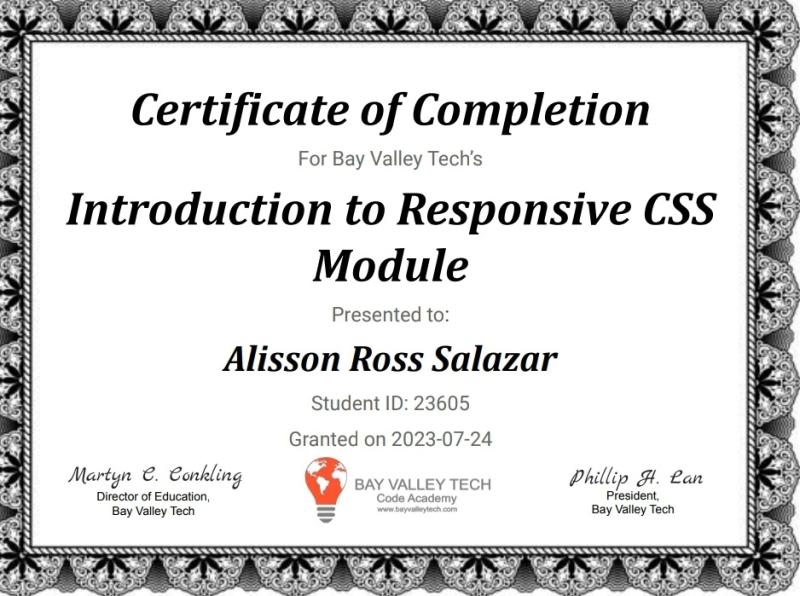 Certificate of Completion
For Bay Valley Tech's
Introduction to Responsive CSS
Module
Presented to:
Alisson Ross Salazar
Student ID: 23605
Granted on 2023-07-24
Martyn C. Conkling
Director of Education,
Bay Valley Tech
BAY VALLEY TECH
Code Academy
www.bayvalleytech.com
Phillip H. Lan
President,
Bay Valley Tech